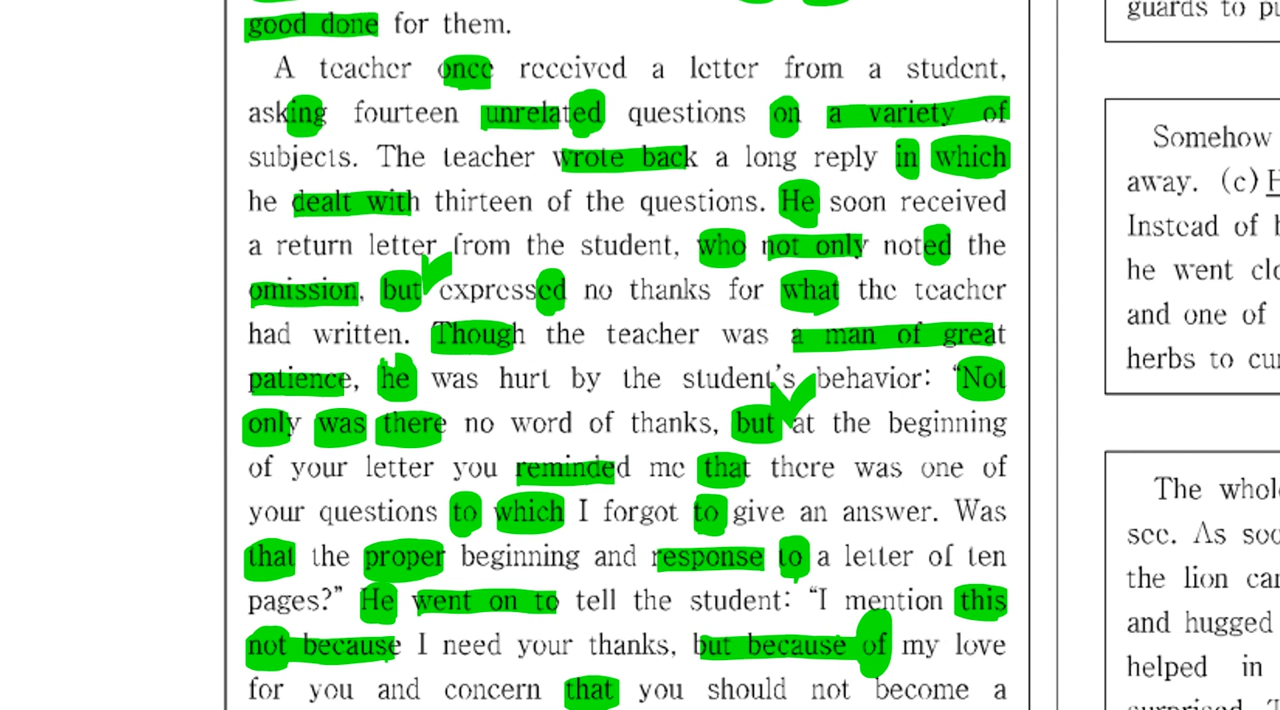 good done for them.
A teacher once received a letter from a student,
asking fourteen unrelated questions on a variety of
subjects. The teacher wrote back a long reply in which
he dealt with thirteen of the questions. He soon received
a return letter from the student, who not only noted the
omission, but expressed no thanks for what the teacher
had written. Though the teacher was a man of great
patience, he was hurt by the student's behavior: “Not
only was there no word of thanks, but at the beginning
of your letter you reminded me that there was one of
your questions to which I forgot to give an answer. Was
that the proper beginning and response to a letter of ten
pages?” He went on to tell the student: “I mention this
not because I need your thanks, but because of my love
for you and concern that you should not become a
guards to
Somehow
away. (c)
Instead of
he went
and one of
herbs to
The
see. As
the lion
and hugged
helped in